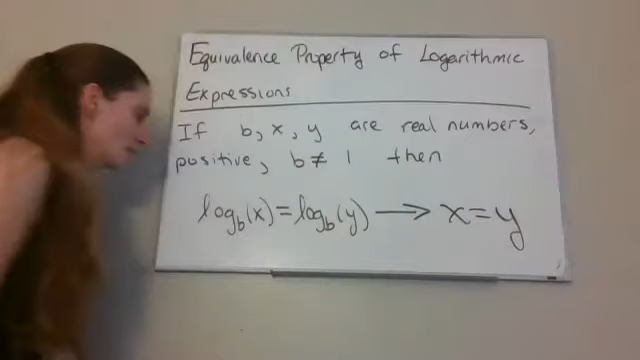 Equivalence Property of Logarithmic
Expressions
If b, x, y are real numbers,
positive, b ≠ 1 then
log_b(x) = log_b(y) → x = y